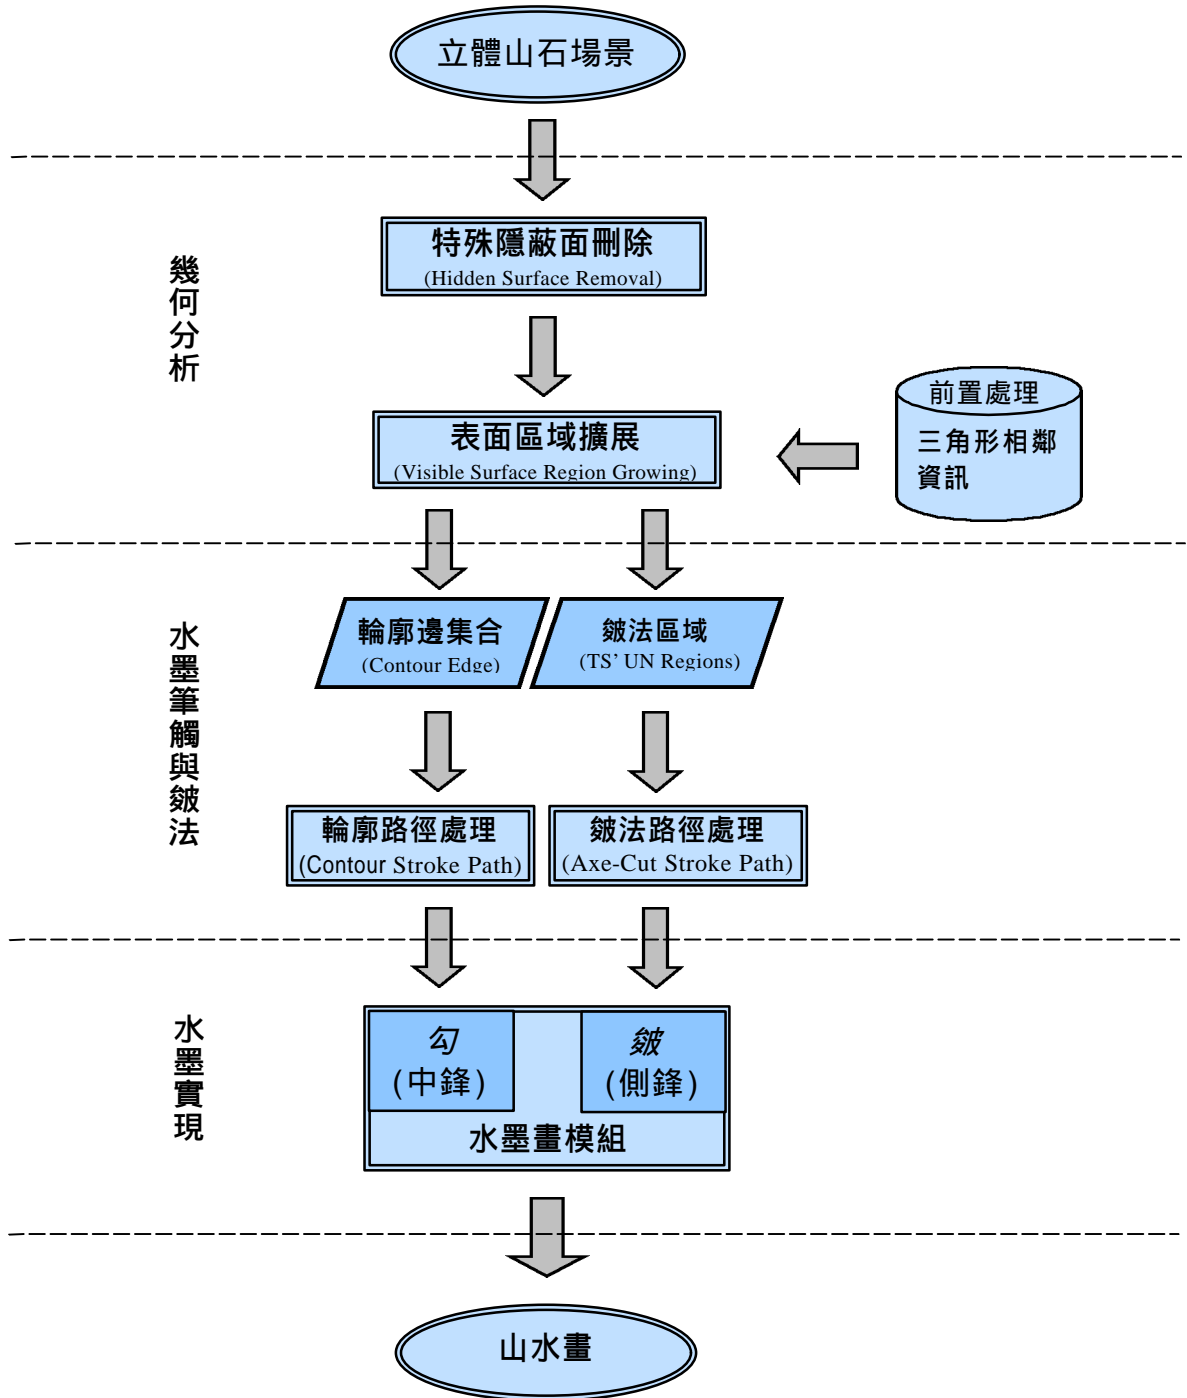 立體山石場景
幾何分析
特殊隱蔽面刪除
(Hidden Surface Removal)
表面區域擴展
(Visible Surface Region Growing)
前置處理
三角形相鄰
資訊
水墨筆觸與皴法
輪廓邊集合
(Contour Edge)
皴法區域
(TS’ UN Regions)
輪廓路徑處理
(Contour Stroke Path)
皴法路徑處理
(Axe-Cut Stroke Path)
水墨實現
勾
(中鋒)
皴
(側鋒)
水墨畫模組
山水畫